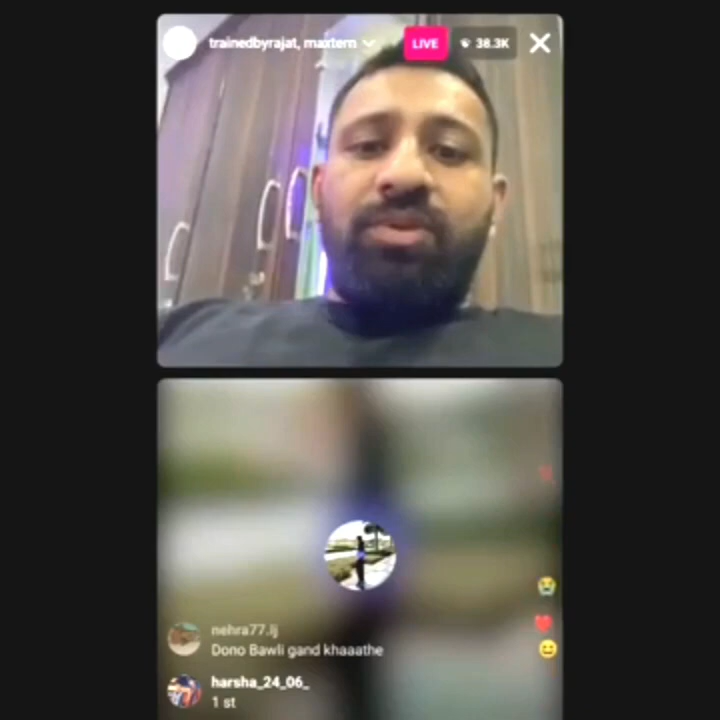 trainedbyrajat, maxtern
LIVE
38.3K
nehra77.lj
Dono Bawli gand khaaathe
harsha_24_06_
1 st